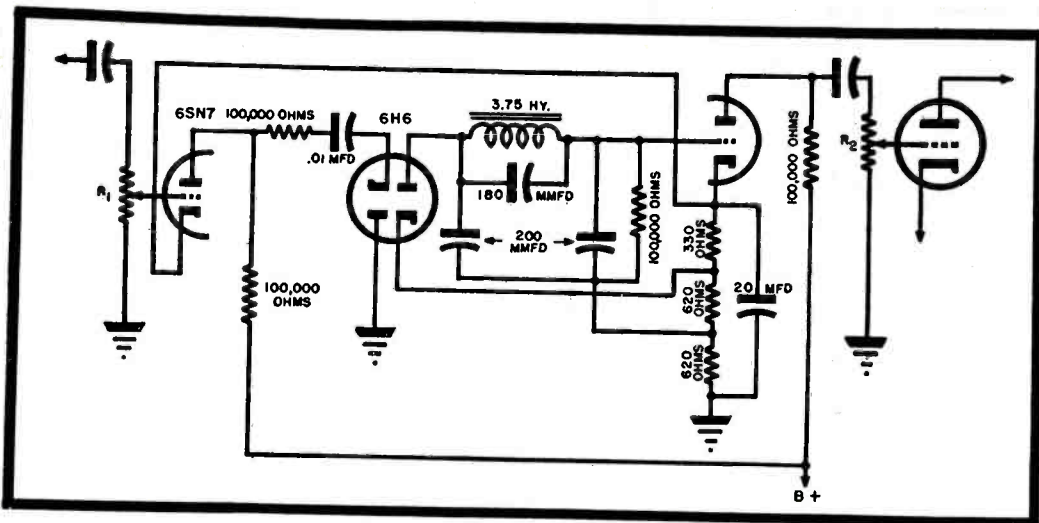 6SN7
100,000 OHMS
.01 MFD
6H6
3.75 HY.
180 MMFD
200
MMFD
100,000 OHMS
330
OHMS
620
OHMS
620
OHMS
20 MFD
100,000 OHMS
R1
R2
100,000
OHMS
B +